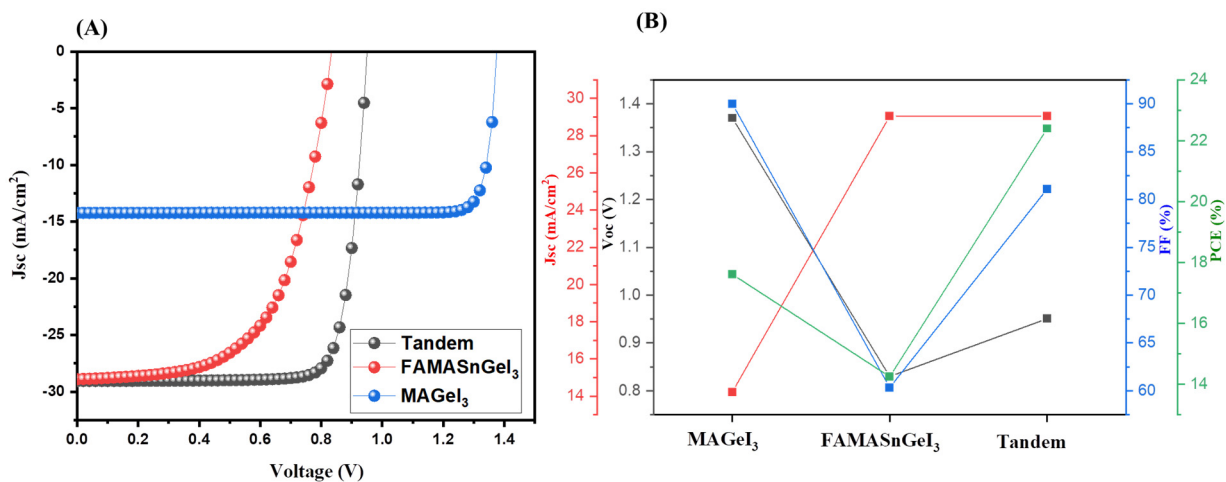 (A)
0
-5
-10
-15
-20
-25
-30
0.0 0.2 0.4 0.6 0.8 1.0 1.2 1.4
Jsc (mA/cm²)
Voltage (V)
Tandem
FAMASnGeI₃
MAGeI₃
(B)
Jsc (mA/cm²)
30
28
26
24
22
20
18
16
14
Voc (V)
1.4
1.3
1.2
1.1
1.0
0.9
0.8
MAGeI₃ FAMASnGeI₃ Tandem
90
85
80
75
70
65
60
FF (%)
24
22
20
18
16
14
PCE (%)